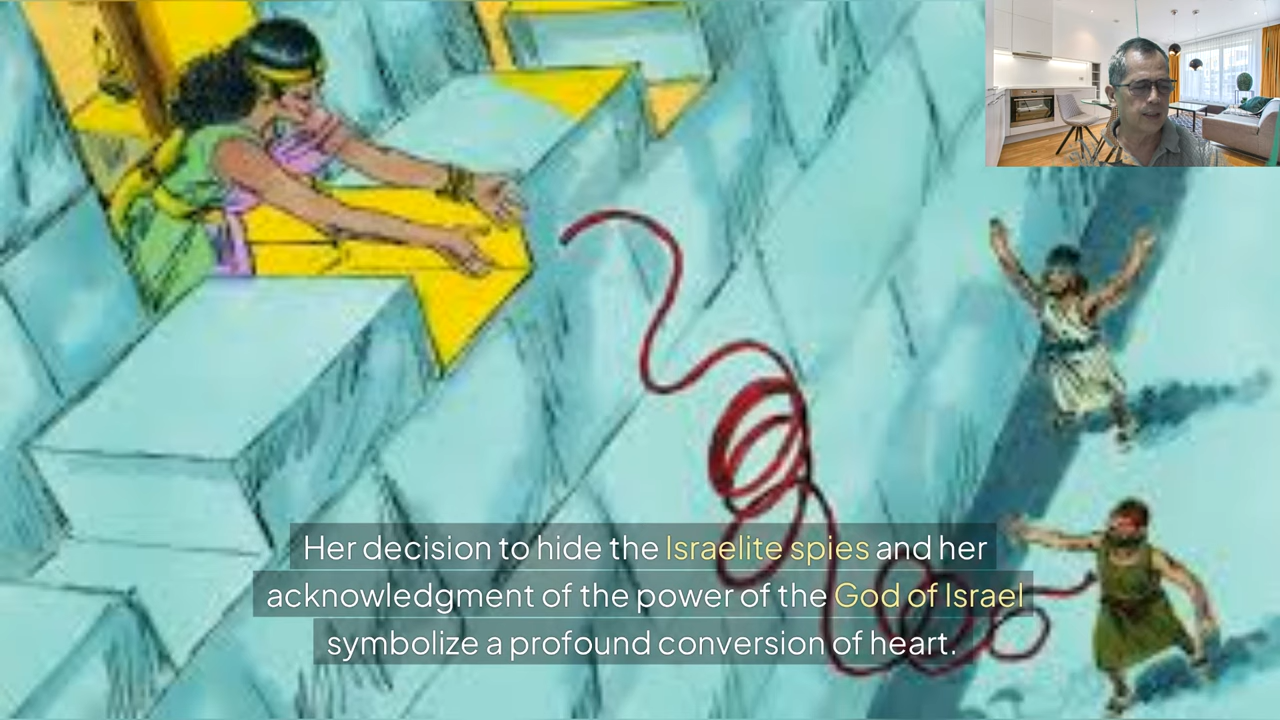 Her decision to hide the Israelite spies and her
acknowledgment of the power of the God of Israel
symbolize a profound conversion of heart.